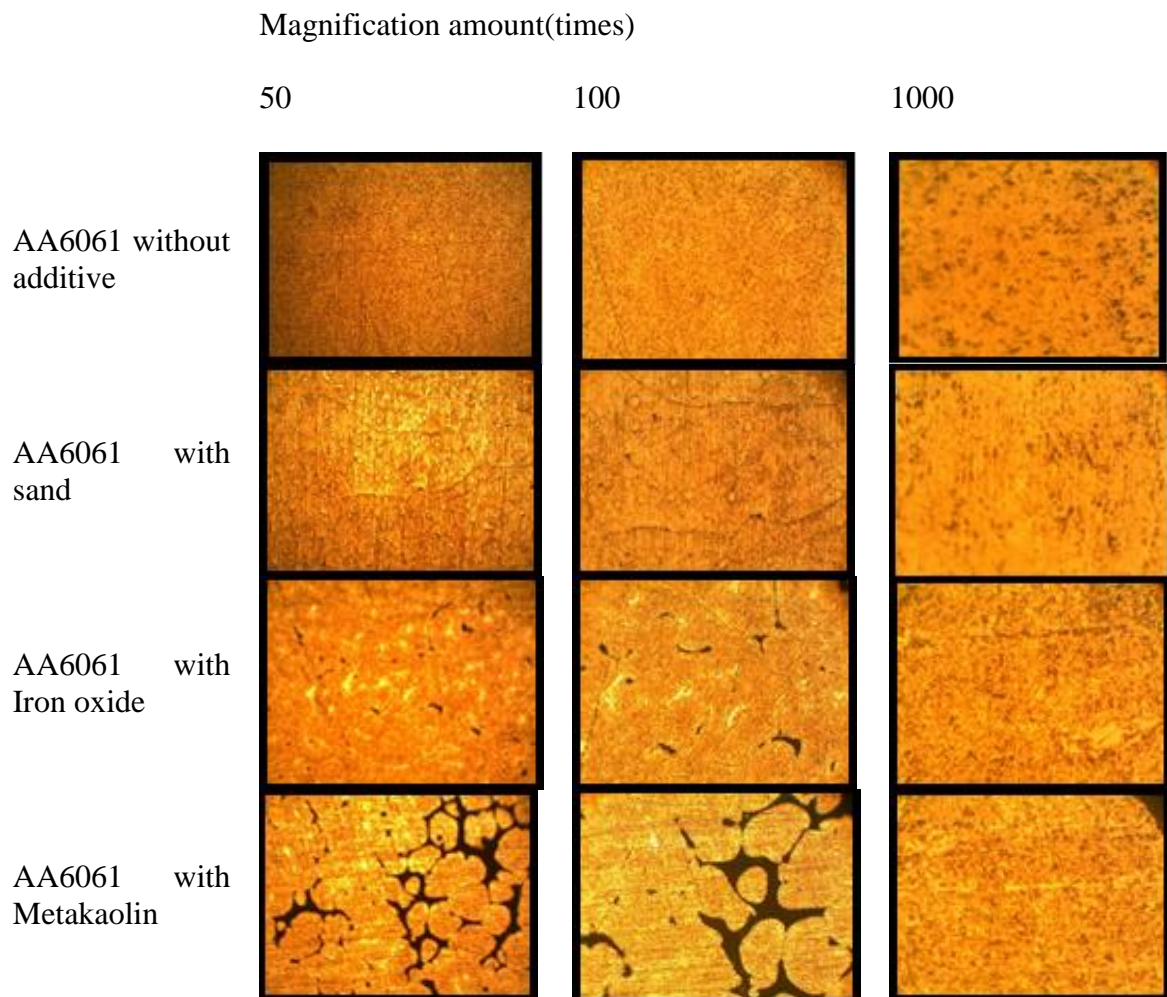 Magnification amount(times)
50 100 1000
AA6061 without
additive
AA6061 with
sand
AA6061 with
Iron oxide
AA6061 with
Metakaolin